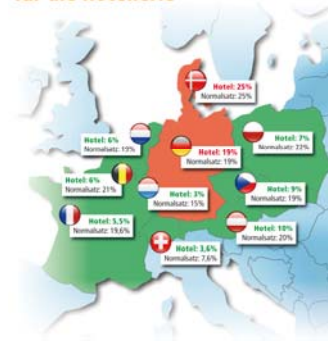 Hotel: 25%
Normalsatz: 25%
Hotel: 6%
Normalsatz: 19%
Hotel: 19%
Normalsatz: 19%
Hotel: 7%
Normalsatz: 22%
Hotel: 6%
Normalsatz: 21%
Hotel: 3%
Normalsatz: 15%
Hotel: 9%
Normalsatz: 19%
Hotel: 5,5%
Normalsatz: 19,6%
Hotel: 10%
Normalsatz: 20%
Hotel: 3,6%
Normalsatz: 7,6%